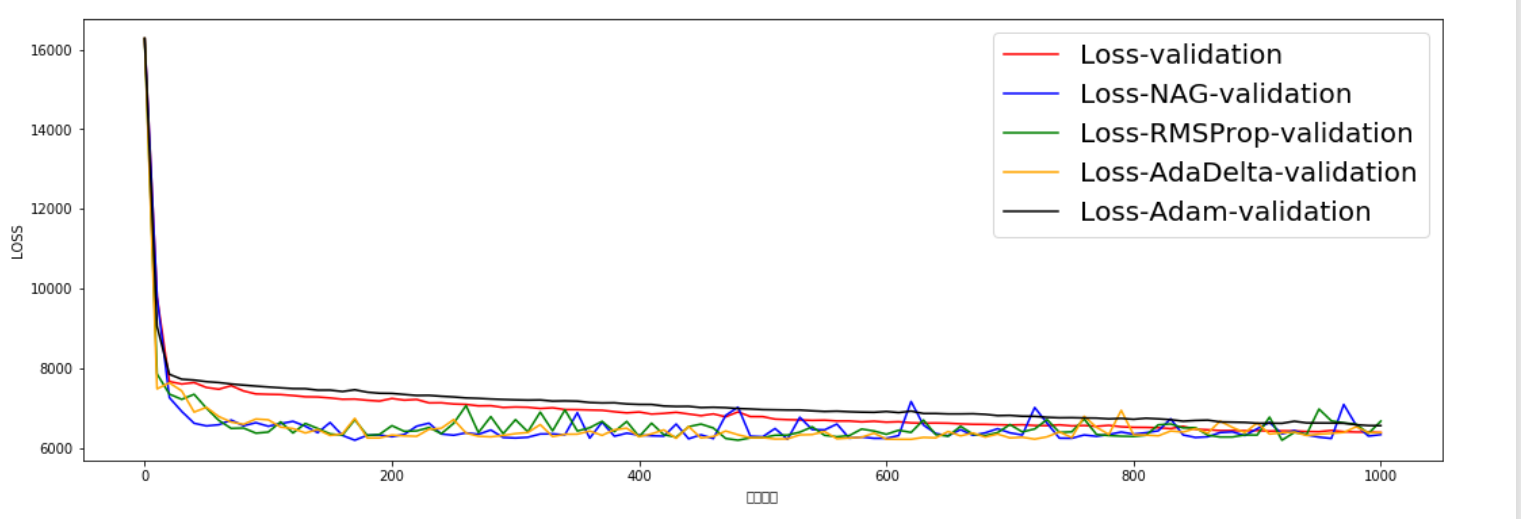 16000
14000
12000
10000
8000
6000
LOSS
Loss-validation
Loss-NAG-validation
Loss-RMSProp-validation
Loss-AdaDelta-validation
Loss-Adam-validation
0 200 400 600 800 1000